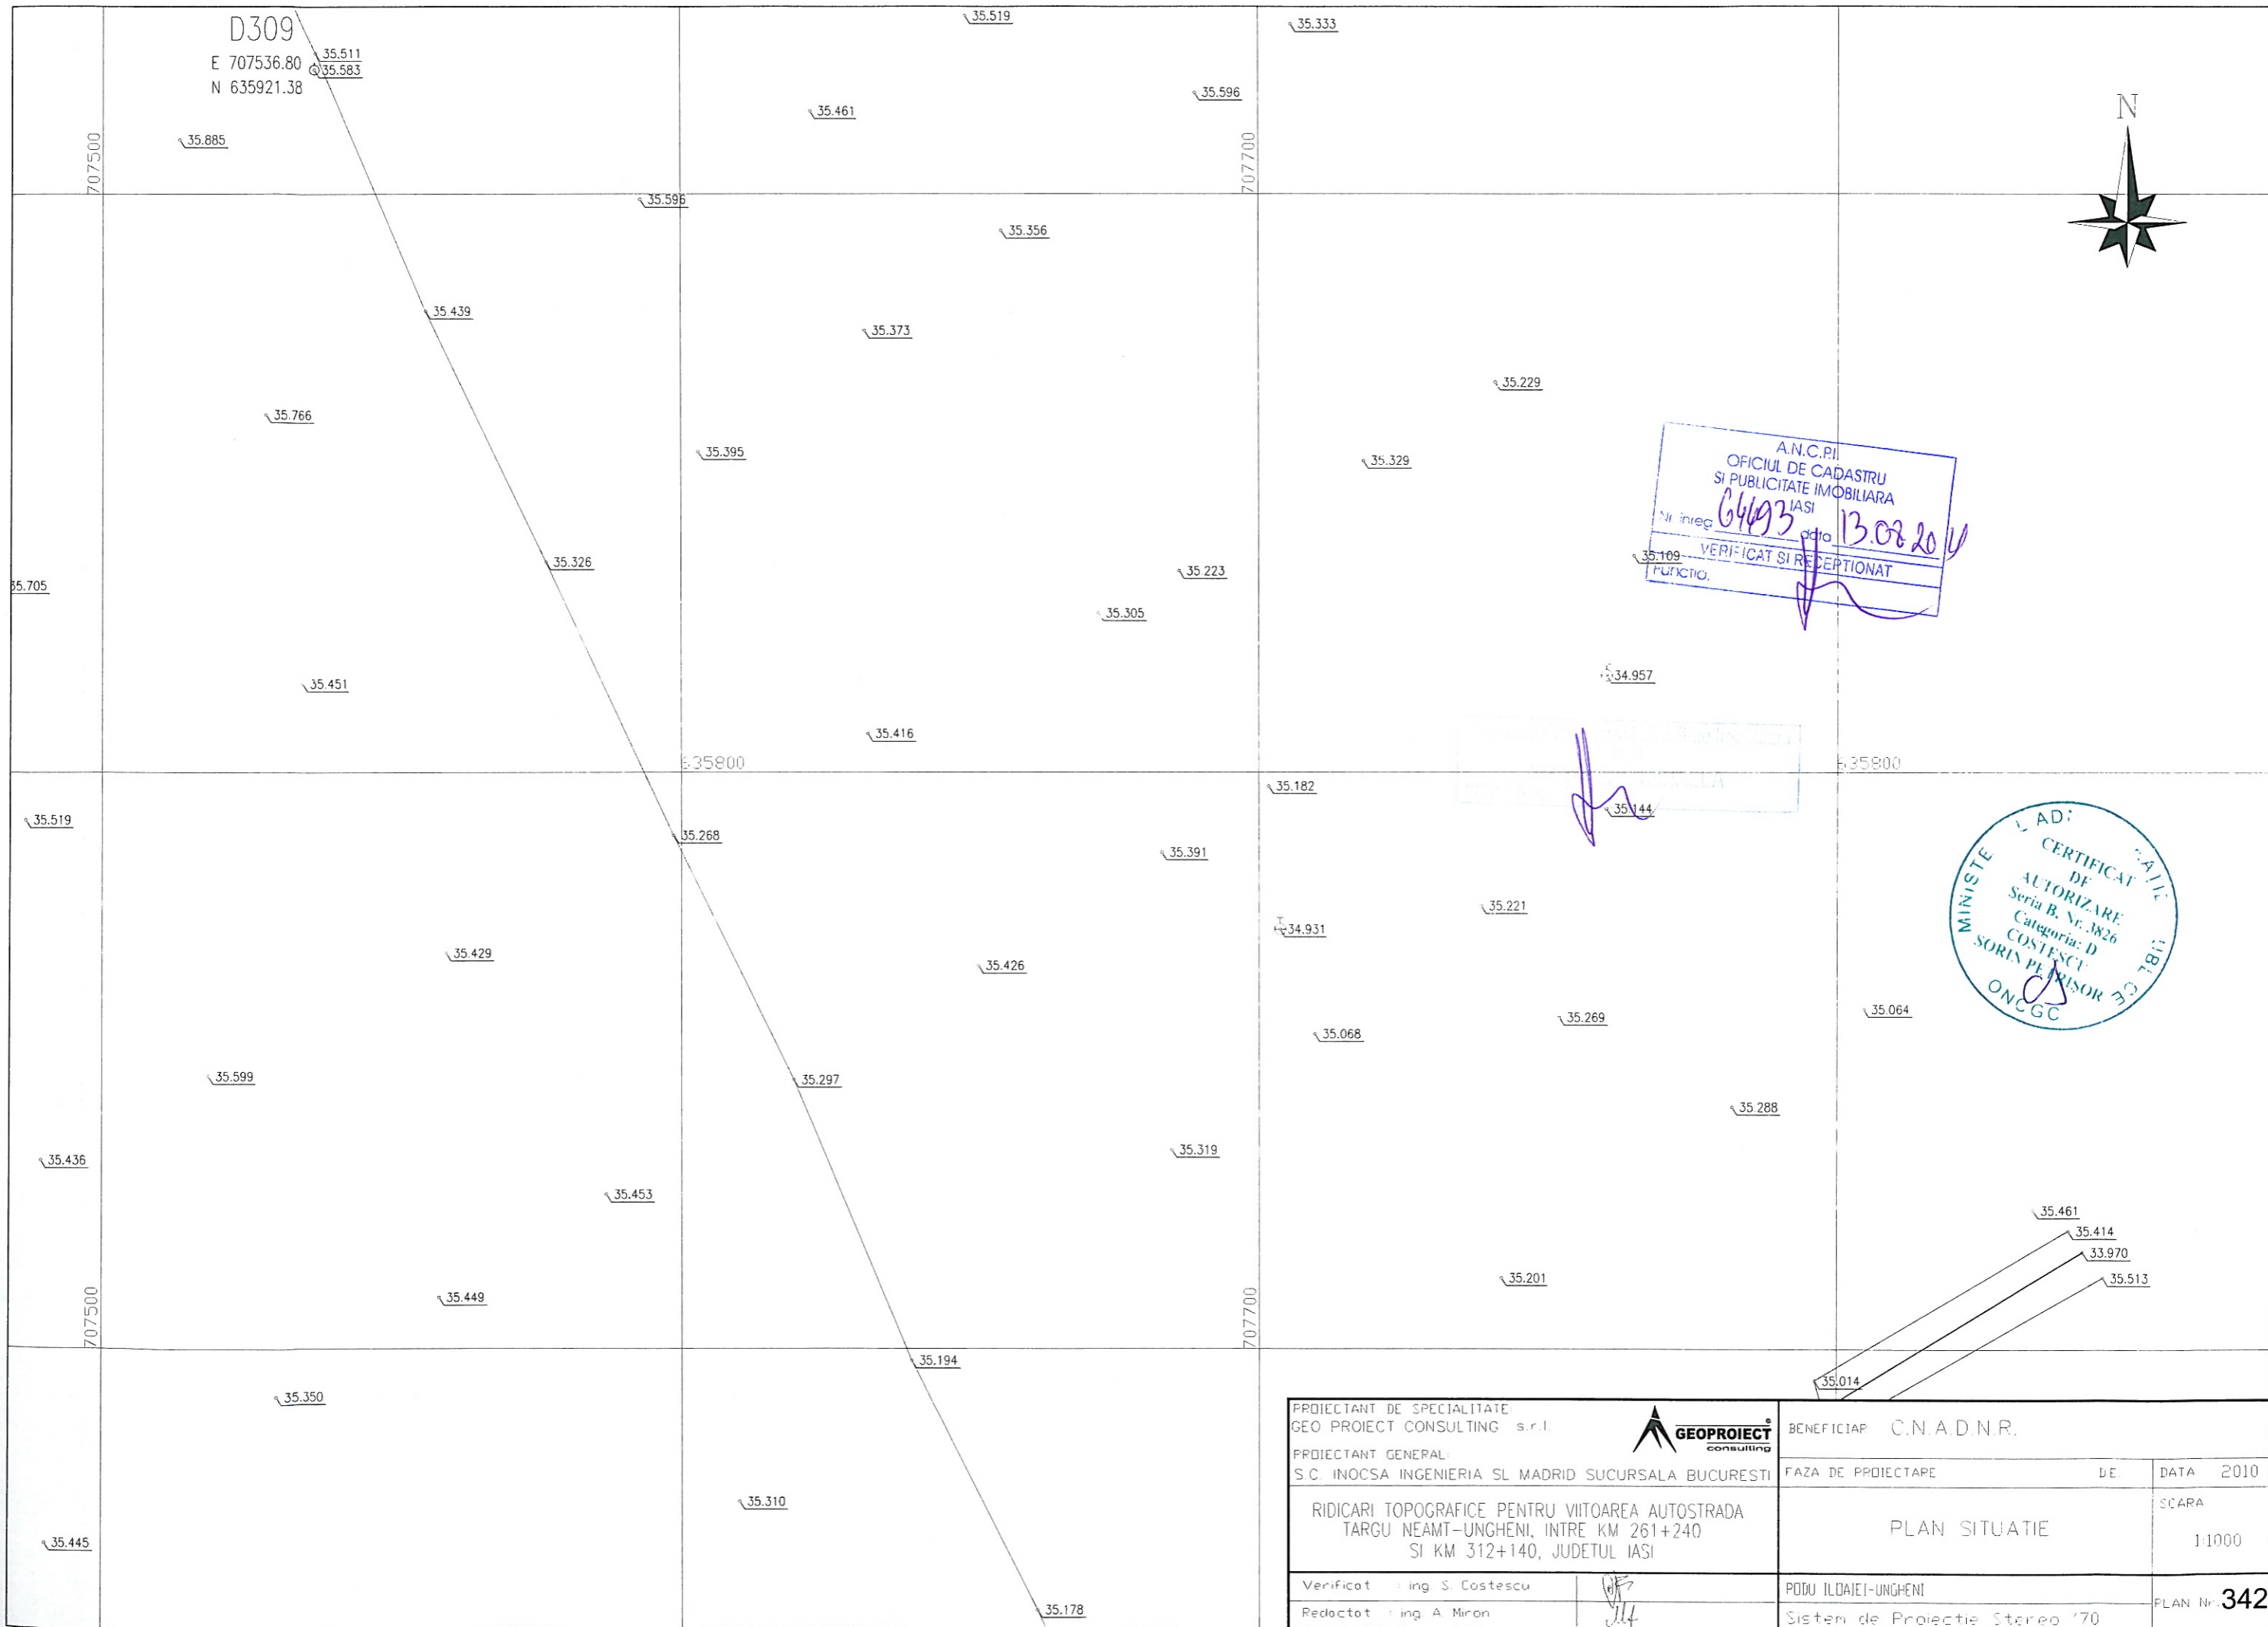 35.519
35.333
D309
35.511
E 707536.80
35.583
N 635921.38
35.596
35.461
N
35.885
707500
707700
35.596
35.356
35.439
35.373
35.229
35.766
35.395
35.329
A.N.C.P.I.
OFICIUL DE CADASTRU
SI PUBLICITATE IMOBILIARA
IASI
Nr. inreg 64493 data
VERIFICAT SI RECEPTIONAT
35.109
35.326
35.223
35.705
35.305
34.957
35.451
35.416
635800
635800
35.182
35.144
35.519
35.268
35.391
CERTIFICAT
DE
AUTORIZARE
Seria B. Nr. 3826
Categoria: D
COSTESCU
SORIN PETRISOR
ONCGC
35.221
34.931
35.429
35.426
35.269
35.064
35.068
35.599
35.297
35.288
35.436
35.319
35.453
35.461
35.414
33.970
35.201
35.513
35.449
707500
707700
35.194
35.014
35.350
35.310
35.445
35.178
PROIECTANT DE SPECIALITATE
GEO PROIECT CONSULTING s.r.l.
GEOPROIECT
consulting
PROIECTANT GENERAL:
S.C. INOCSA INGENIERIA SL MADRID SUCURSALA BUCURESTI
BENEFICIAR C.N.A.D.N.R.
FAZA DE PROIECTARE D.E.
DATA 2010
RIDICARI TOPOGRAFICE PENTRU VIITOAREA AUTOSTRADA
TARGU NEAMT-UNGHENI, INTRE KM 261+240
SI KM 312+140, JUDETUL IASI
PLAN SITUATIE
SCARA
1:1000
Verificat : ing. S. Costescu
Redactat : ing. A. Miron
PODU ILOAIEI-UNGHENI
Sistem de Proiectie Stereo '70
PLAN Nr. 342